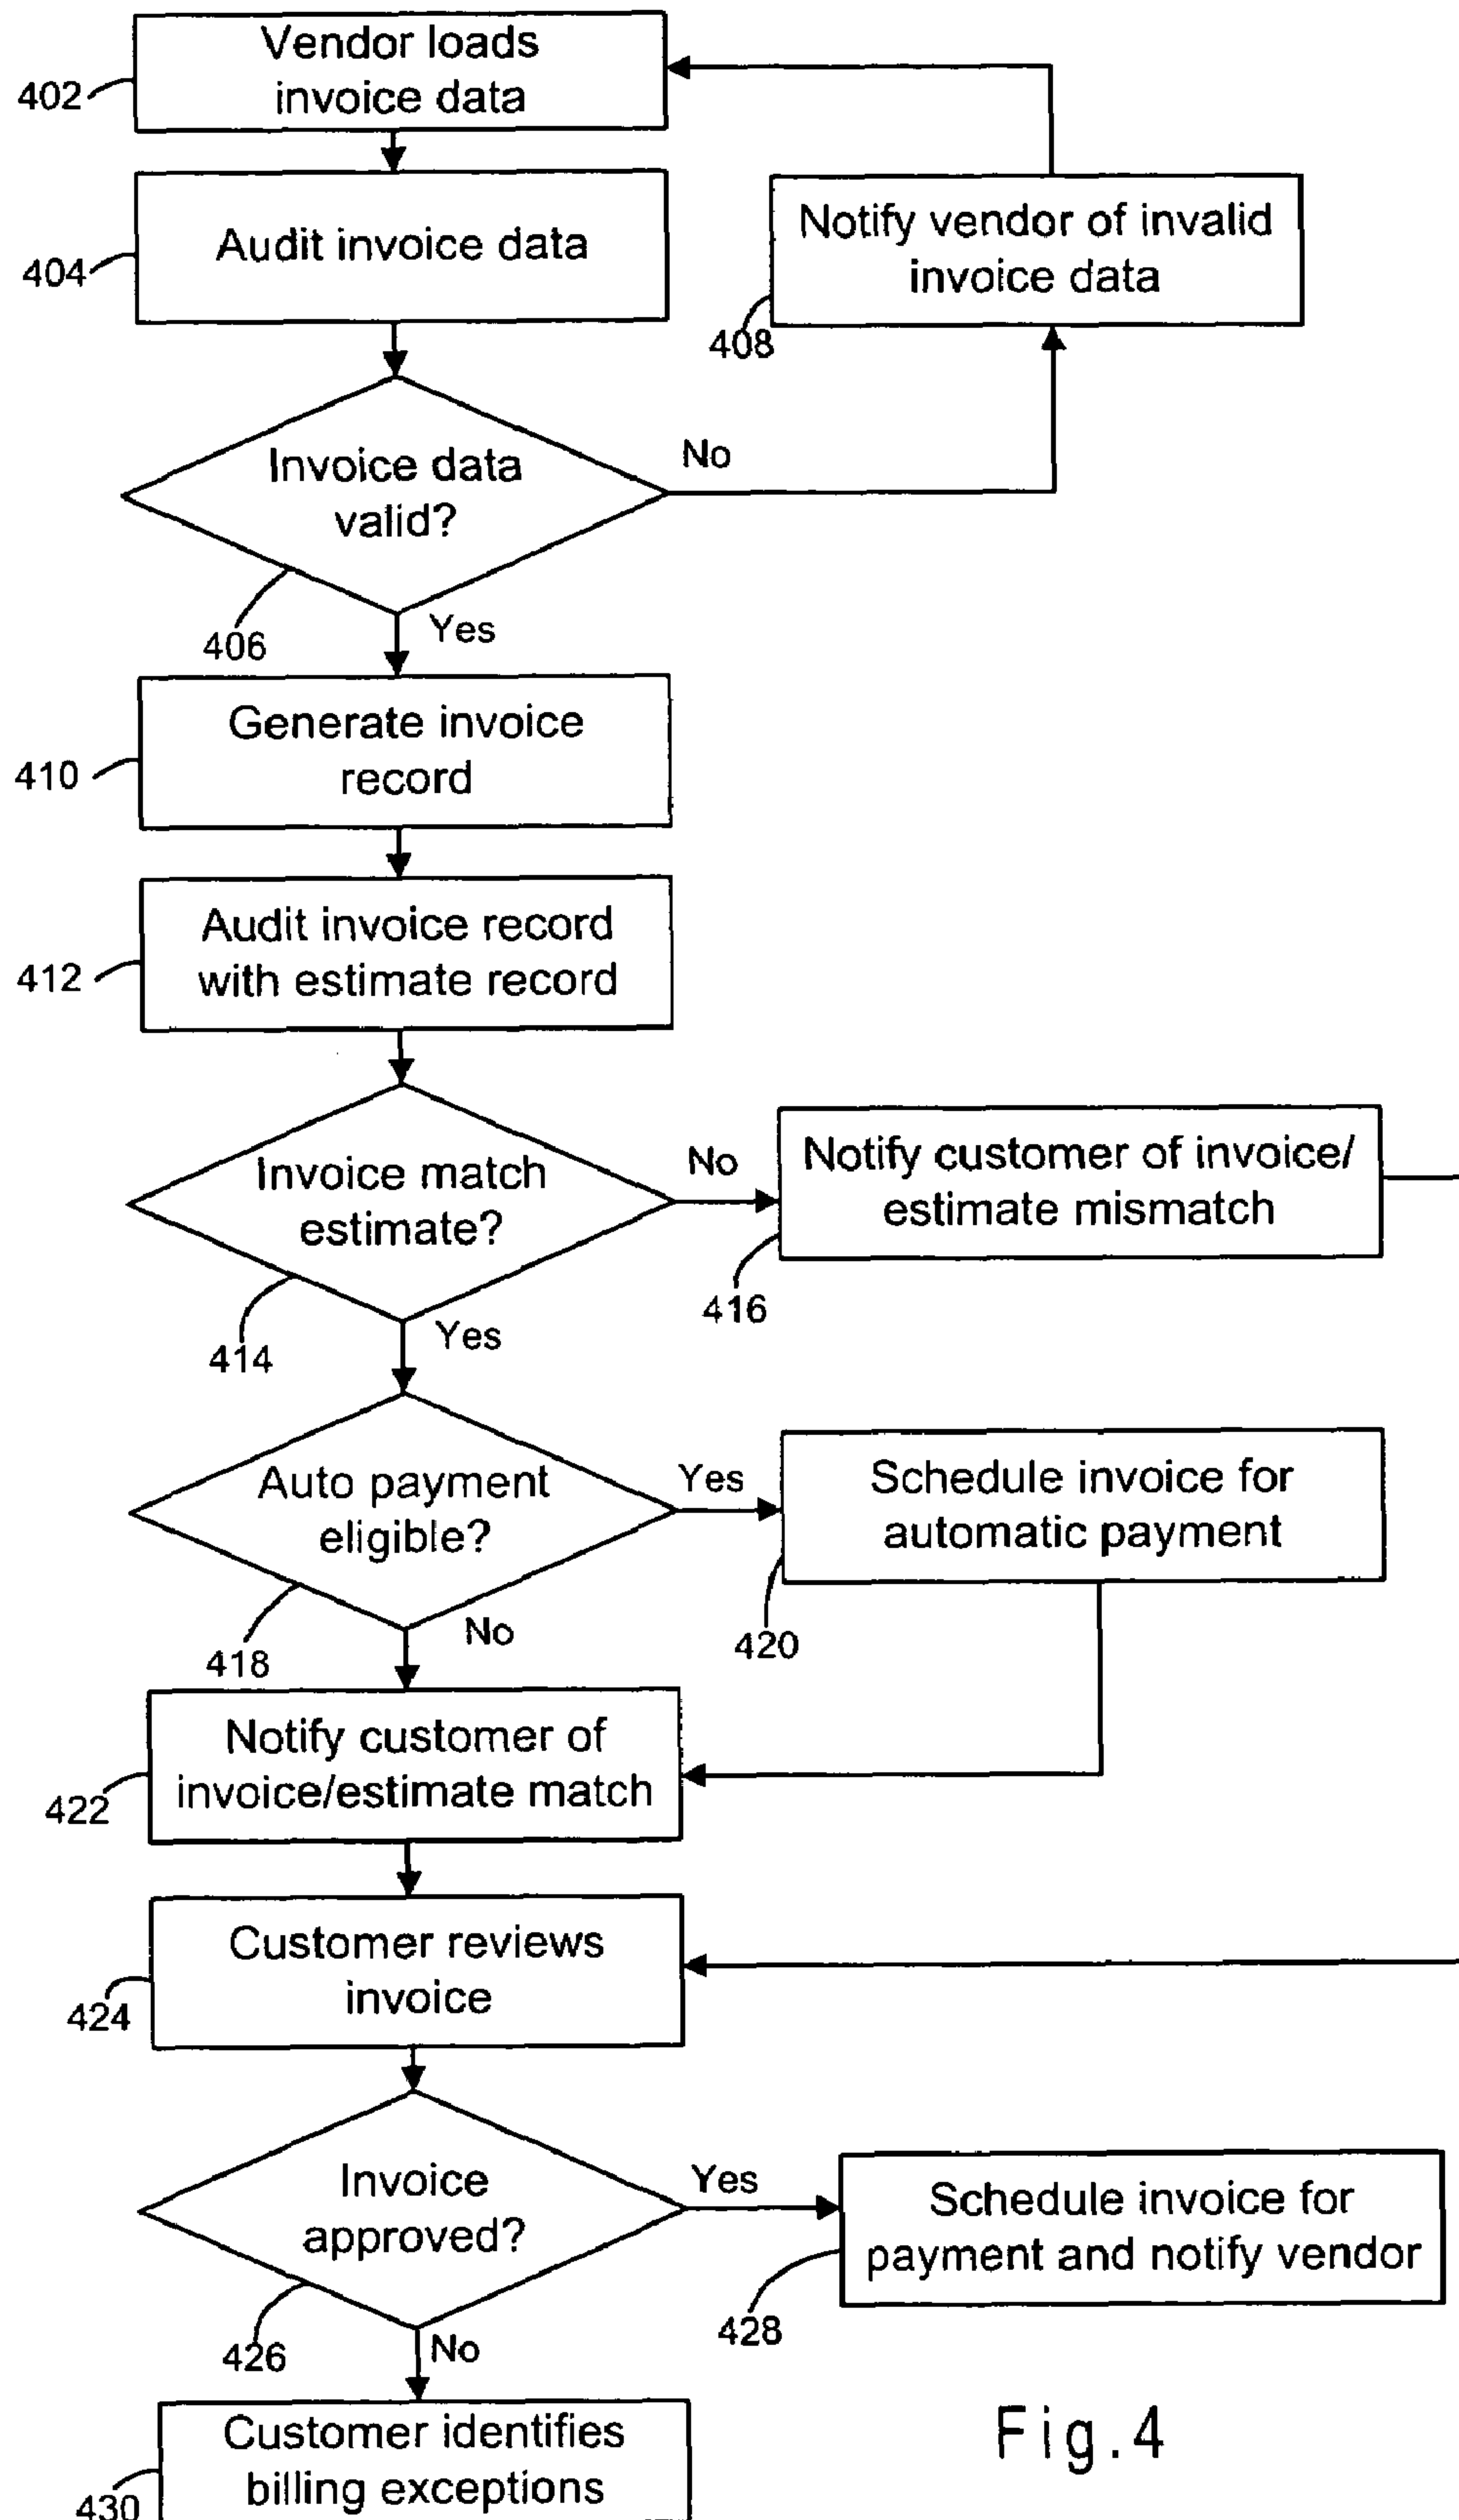 Vendor loads
invoice data
402
Audit invoice data
404
Notify vendor of invalid
invoice data
408
Invoice data
valid?
No
406
Yes
Generate invoice
record
410
Audit invoice record
with estimate record
412
Invoice match
estimate?
No
Notify customer of invoice/
estimate mismatch
416
414
Yes
Auto payment
eligible?
Yes
Schedule invoice for
automatic payment
420
418
No
Notify customer of
invoice/estimate match
422
Customer reviews
invoice
424
Invoice
approved?
Yes
Schedule invoice for
payment and notify vendor
428
426
No
Customer identifies
billing exceptions
430
Fig.4